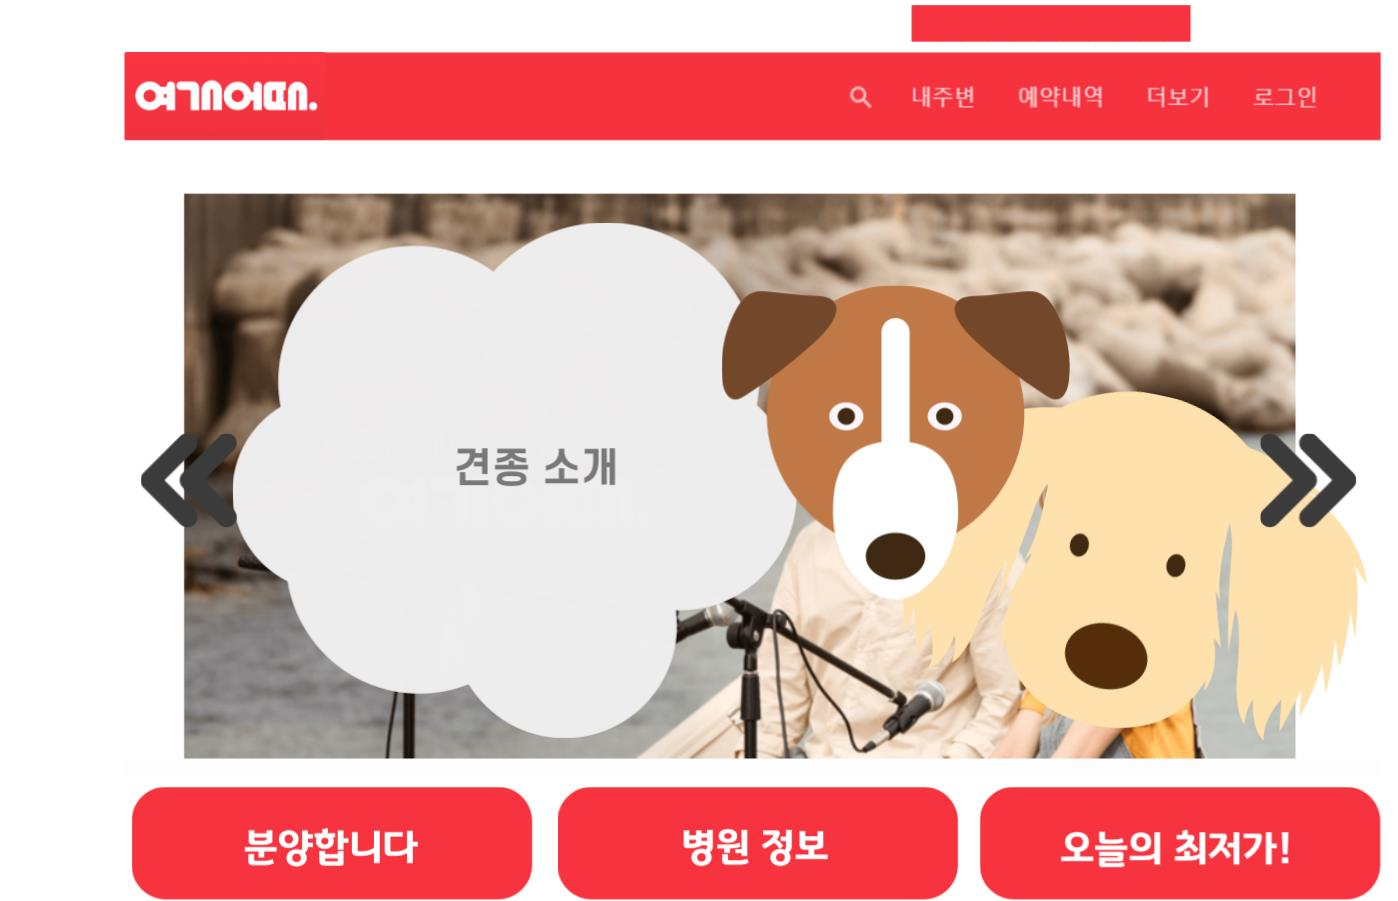 여기어때.
내주변 예약내역 더보기 로그인
견종 소개
분양합니다
병원 정보
오늘의 최저가!